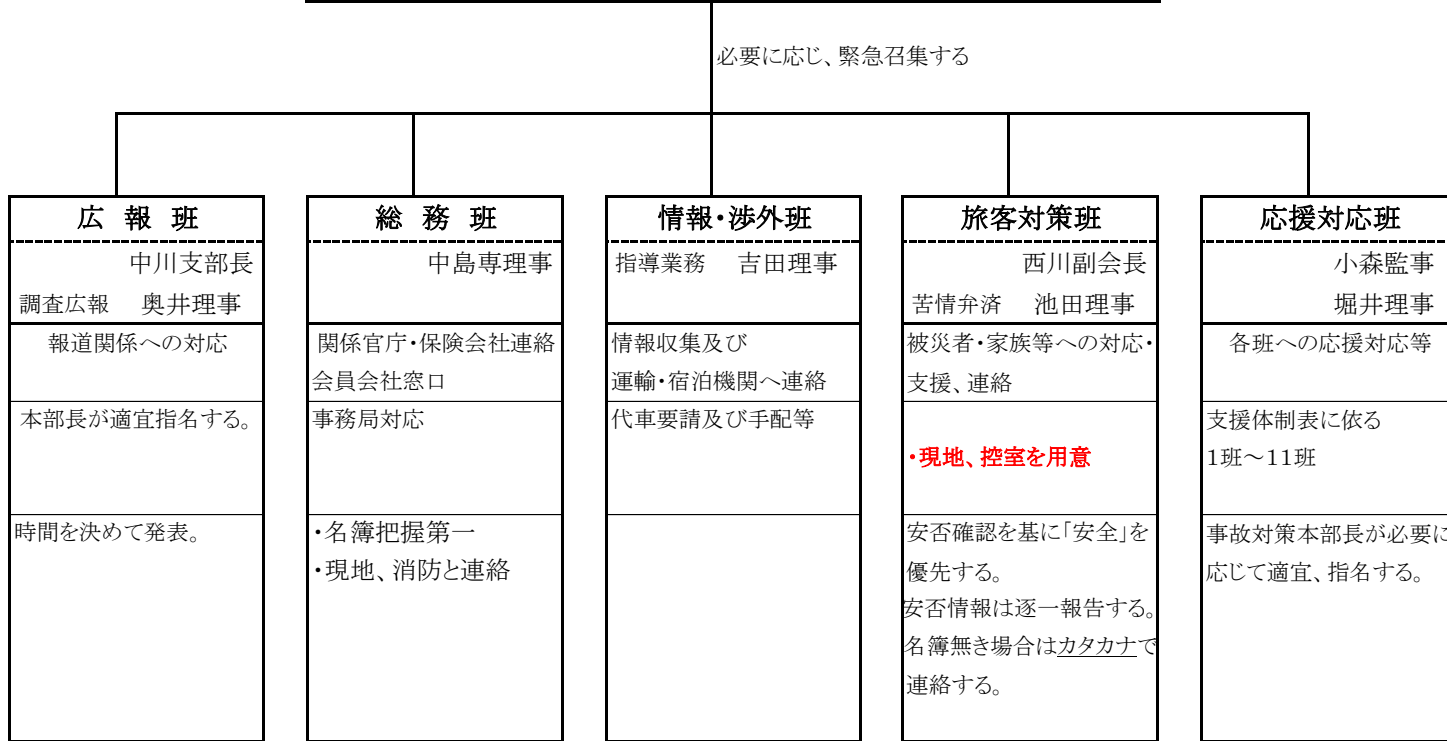 必要に応じ、緊急召集する
広 報 班
中川支部長
調査広報 奥井理事
報道関係への対応
本部長が適宜指名する。
時間を決めて発表。
総 務 班
中島専理事
関係官庁・保険会社連絡
会員会社窓口
事務局対応
・名簿把握第一
・現地、消防と連絡
情報・渉外班
指導業務 吉田理事
情報収集及び
運輸・宿泊機関へ連絡
代車要請及び手配等
旅客対策班
西川副会長
苦情弁済 池田理事
被災者・家族等への対応・
支援、連絡
・現地、控室を用意
安否確認を基に「安全」を
優先する。
安否情報は逐一報告する。
名簿無き場合はカタカナで
連絡する。
応援対応班
小森監事
堀井理事
各班への応援対応等
支援体制表に依る
1班～11班
事故対策本部長が必要に
応じて適宜、指名する。